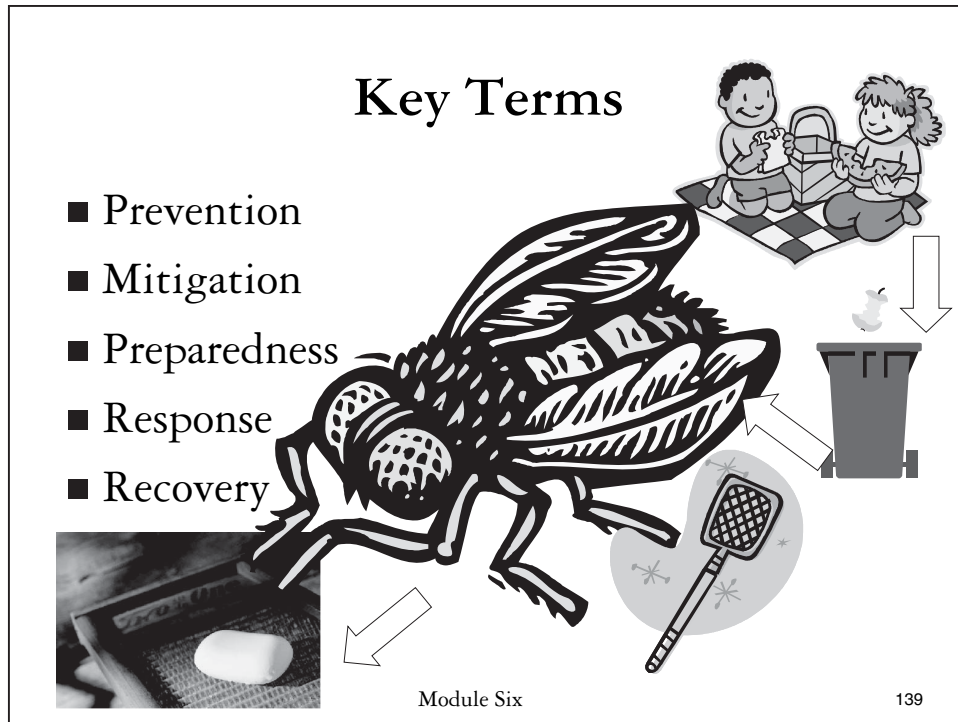 Key Terms
Prevention
Mitigation
Preparedness
Response
Recovery
Module Six
139